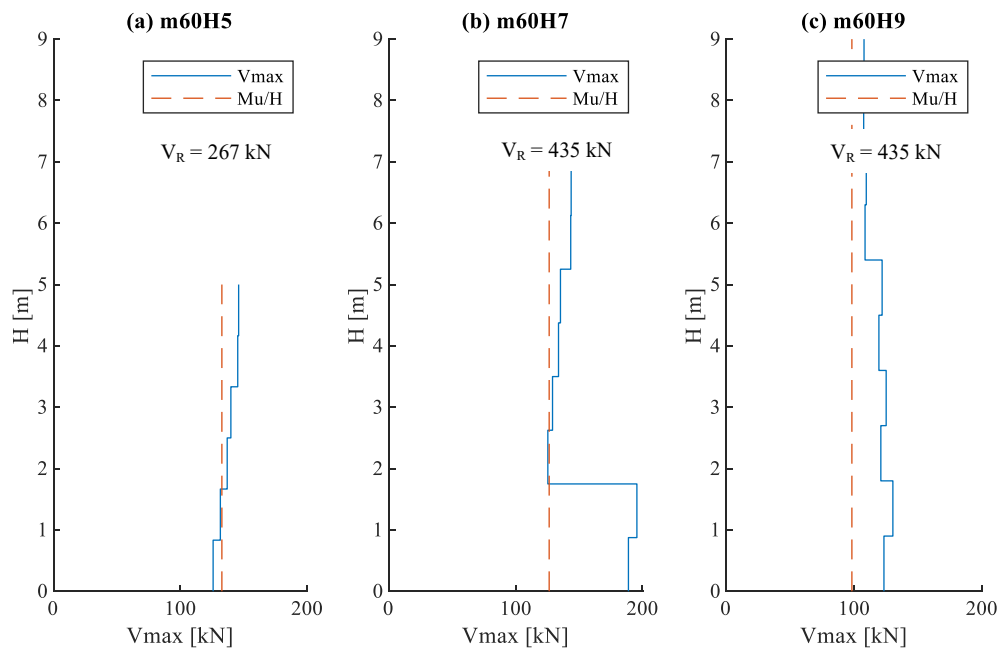 (a) m60H5
Vmax
Mu/H
V_R = 267 kN
9
8
7
6
5
4
3
2
1
0
H [m]
0 100 200
Vmax [kN]
(b) m60H7
Vmax
Mu/H
V_R = 435 kN
9
8
7
6
5
4
3
2
1
0
H [m]
0 100 200
Vmax [kN]
(c) m60H9
Vmax
Mu/H
V_R = 435 kN
9
8
7
6
5
4
3
2
1
0
H [m]
0 100 200
Vmax [kN]